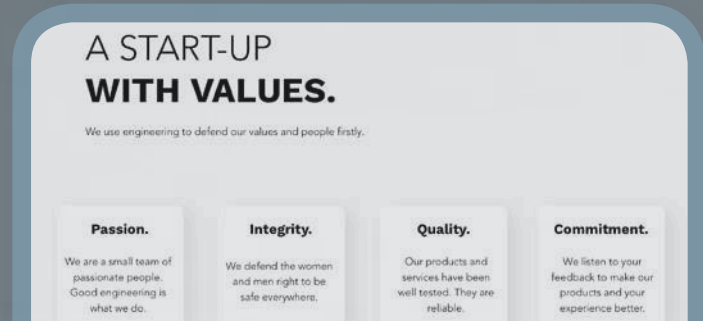 A START-UP
WITH VALUES.
We use engineering to defend our values and people firstly.
Passion.
We are a small team of
passionate people.
Good engineering is
what we do.
Integrity.
We defend the women
and men right to be
safe everywhere.
Quality.
Our products and
services have been
well tested. They are
reliable.
Commitment.
We listen to your
feedback to make our
products and your
experience better.